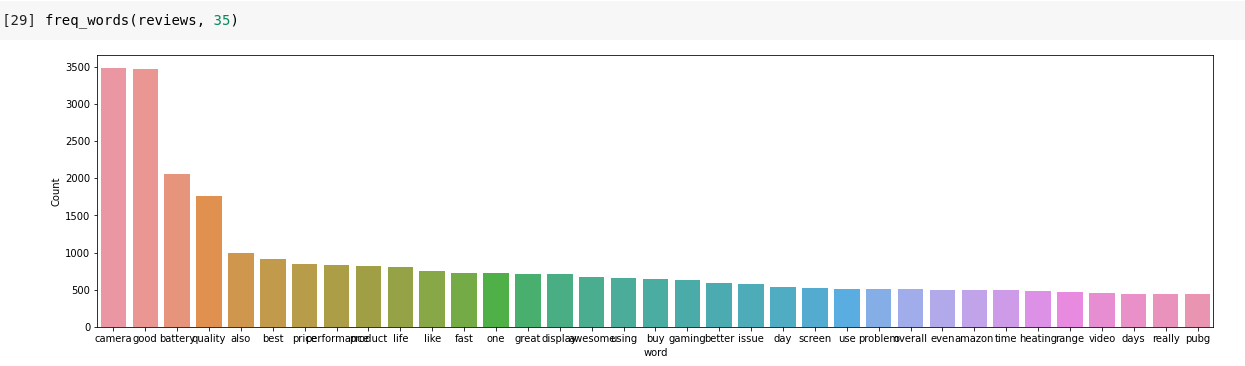 [29] freq_words(reviews, 35)
3500
3000
2500
2000
1500
1000
500
0
Count
camera good battery quality also best price performance product life like fast one great display awesome using buy gaming better issue day screen use problem overall even amazon time heating range video days really pubg
word